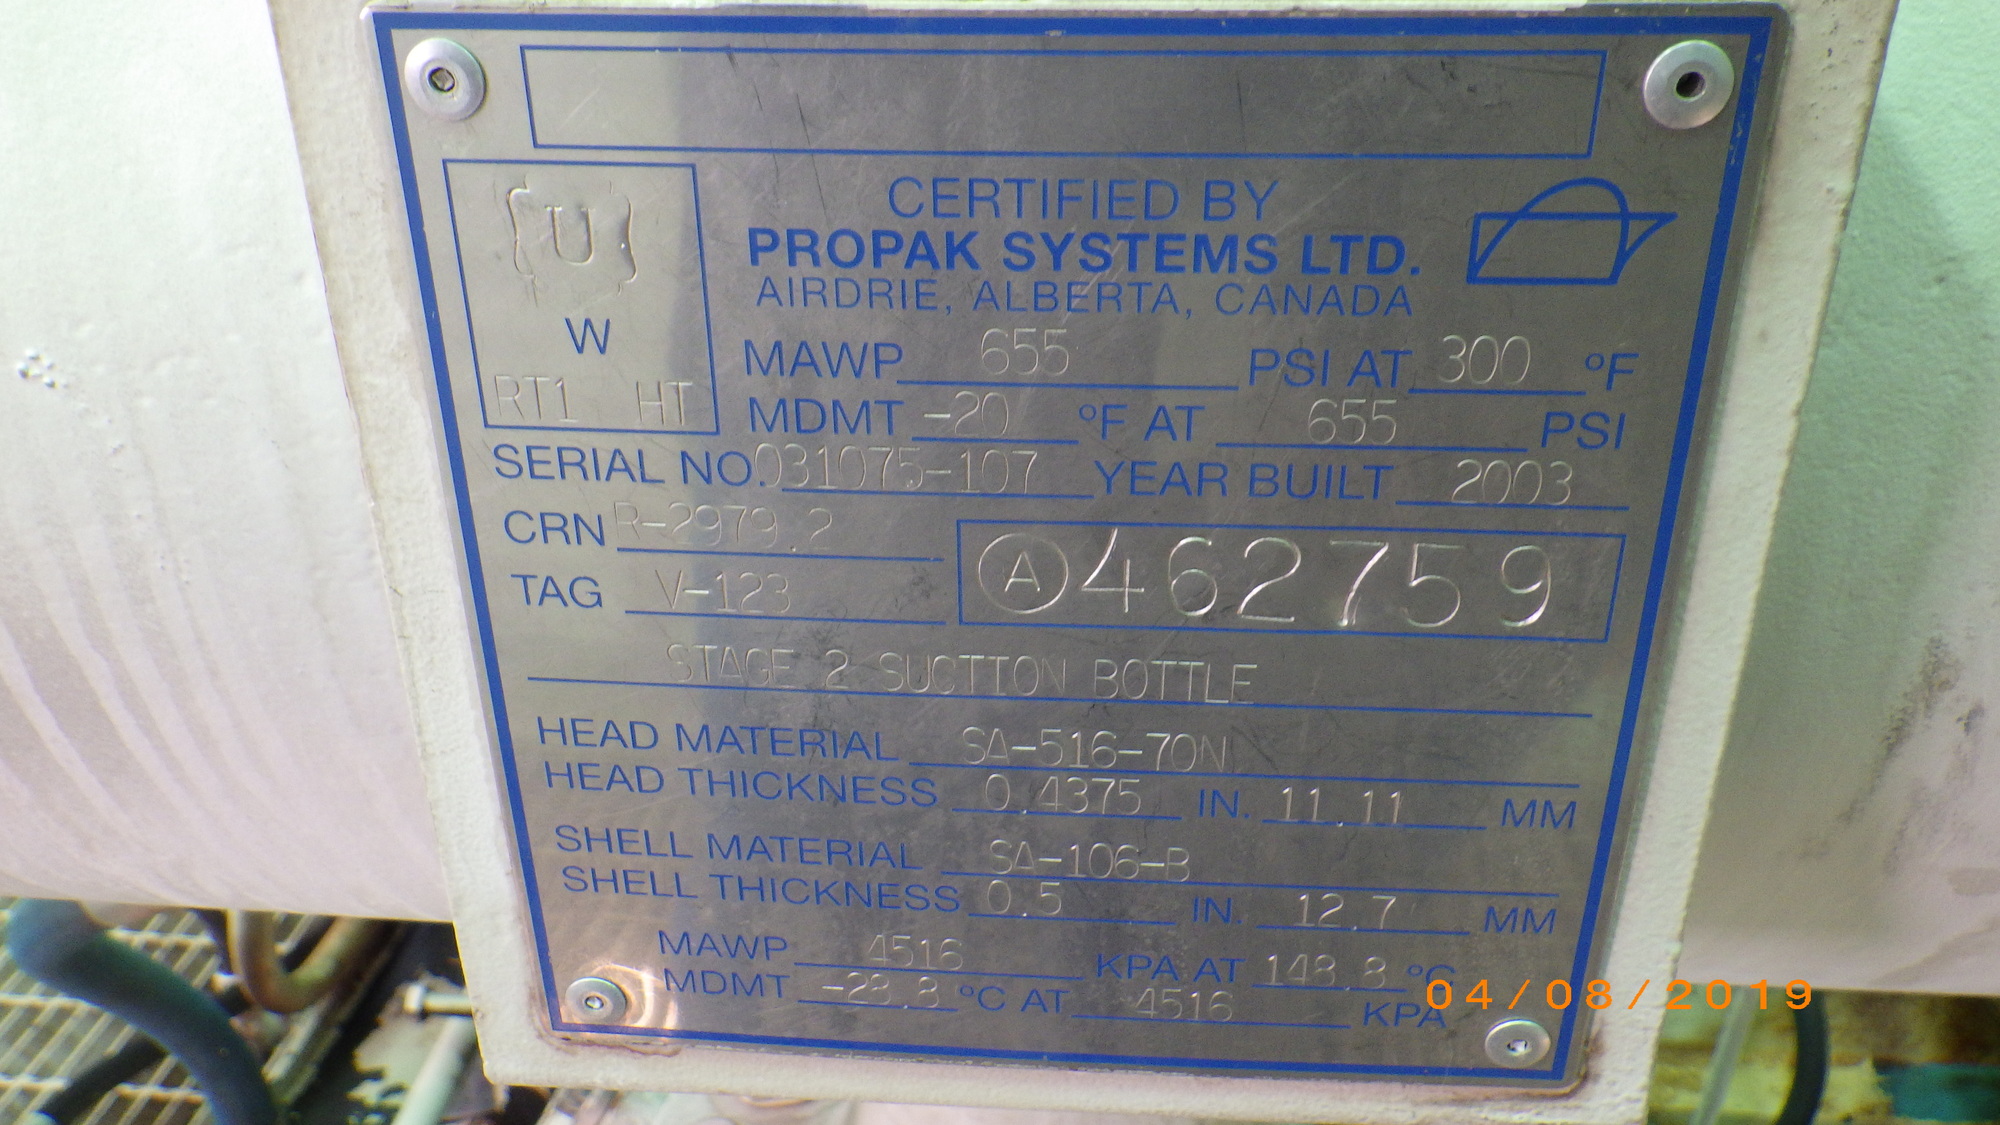 U
W
RT1 HT
CERTIFIED BY
PROPAK SYSTEMS LTD.
AIRDRIE, ALBERTA, CANADA
MAWP 655 PSI AT 300 °F
MDMT -20 °F AT 655 PSI
SERIAL NO. 031075-107 YEAR BUILT 2003
CRN R-2979.2
A 462759
TAG V-123
STAGE 2 SUCTION BOTTLE
HEAD MATERIAL SA-516-70N
HEAD THICKNESS 0.4375 IN. 11.11 MM
SHELL MATERIAL SA-106-B
SHELL THICKNESS 0.5 IN. 12.7 MM
MAWP 4516 KPA AT 148.8 °C
MDMT -28.8 °C AT 4516 KPA
04/08/2019